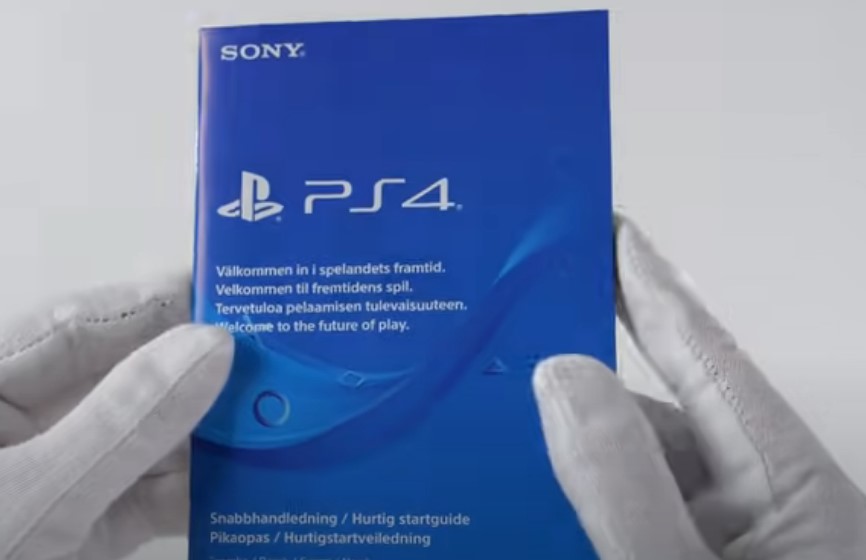 SONY
PS4
Välkommen in i spelandets framtid.
Velkommen til fremtidens spil.
Tervetuloa pelaamisen tulevaisuuteen.
Welcome to the future of play.
Snabbhandledning / Hurtig startguide
Pikaopas / Hurtigstartveiledning